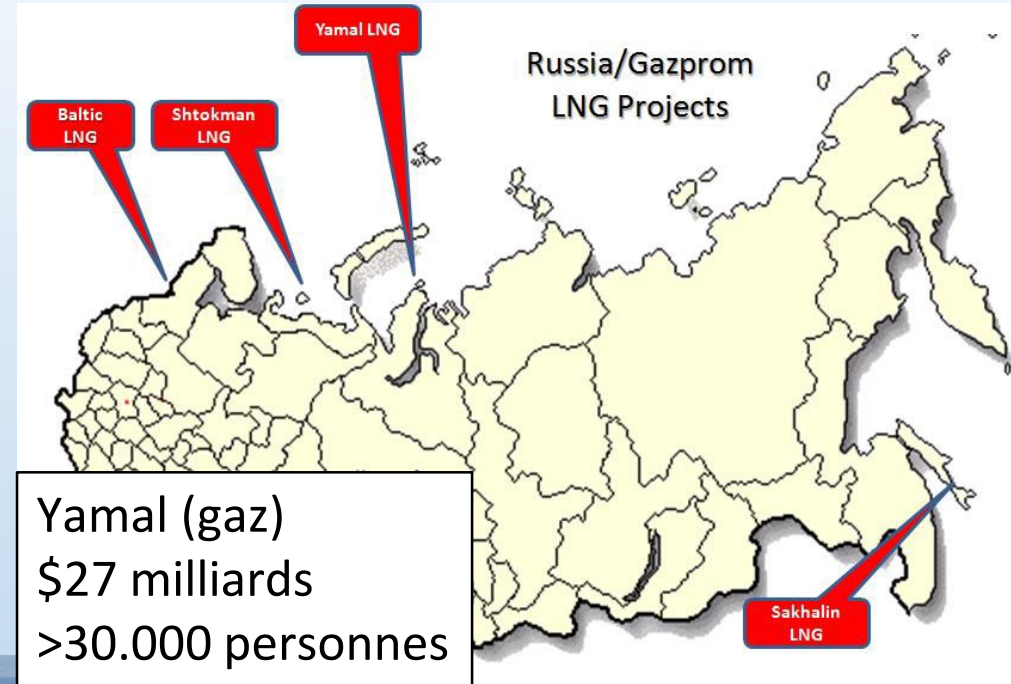 Yamal LNG
Russia/Gazprom
LNG Projects
Baltic
LNG
Shtokman
LNG
Yamal (gaz)
$27 milliards
>30.000 personnes
Sakhalin
LNG